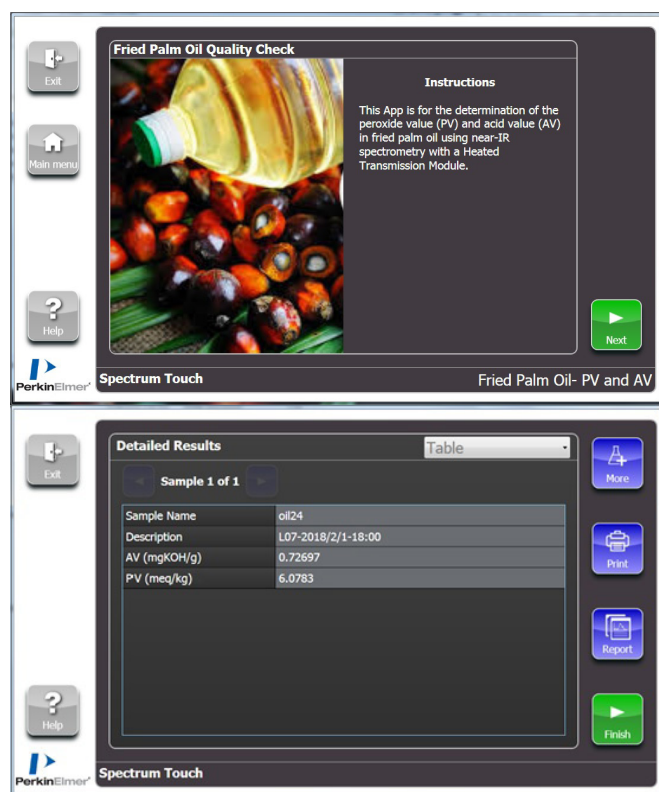 Fried Palm Oil Quality Check
Exit
Instructions
This App is for the determination of the
peroxide value (PV) and acid value (AV)
in fried palm oil using near-IR
spectrometry with a Heated
Transmission Module.
Main menu
?
Help
Next
PerkinElmer
Spectrum Touch
Fried Palm Oil- PV and AV
Exit
Detailed Results
Table
More
Sample 1 of 1
Sample Name oil24
Description L07-2018/2/1-18:00
AV (mgKOH/g) 0.72697
PV (meq/kg) 6.0783
Print
Report
?
Help
Finish
PerkinElmer
Spectrum Touch